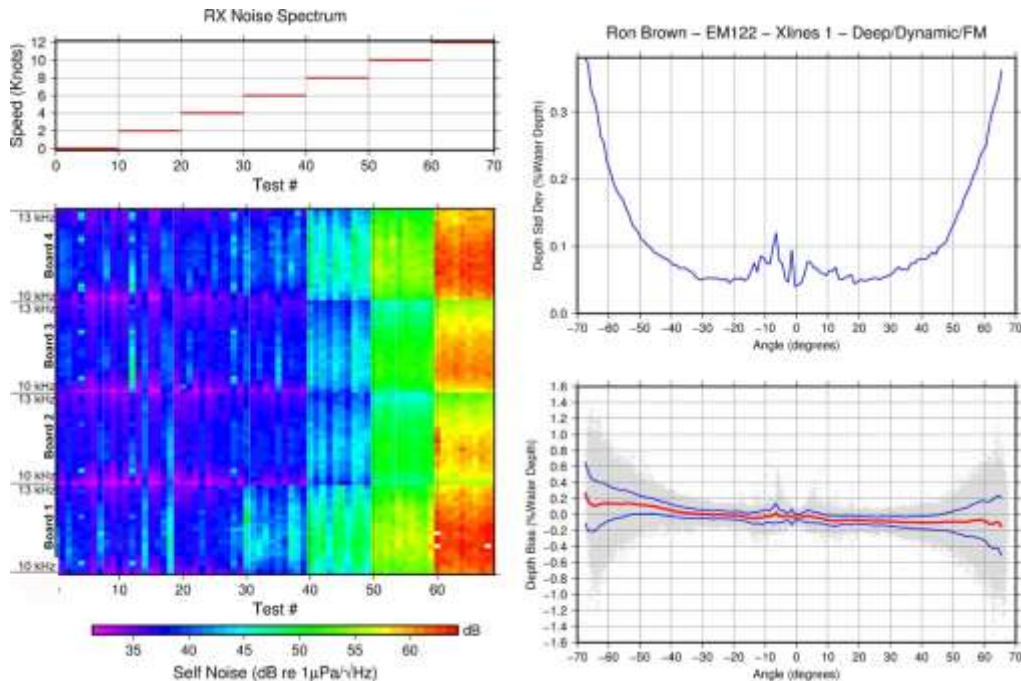 RX Noise Spectrum
Speed (Knots)
12
10
8
6
4
2
0
0 10 20 30 40 50 60 70
Test #
13 kHz
Board 4
10 kHz
13 kHz
Board 3
10 kHz
13 kHz
Board 2
10 kHz
13 kHz
Board 1
10 kHz
10 20 30 40 50 60
Test #
dB
35 40 45 50 55 60
Self Noise (dB re 1µPa/√Hz)
Ron Brown – EM122 – Xlines 1 – Deep/Dynamic/FM
Depth Std Dev (%Water Depth)
0.3
0.2
0.1
0.0
−70 −60 −50 −40 −30 −20 −10 0 10 20 30 40 50 60 70
Angle (degrees)
Depth Bias (%Water Depth)
1.6
1.4
1.2
1.0
0.8
0.6
0.4
0.2
0.0
−0.2
−0.4
−0.6
−0.8
−1.0
−1.2
−1.4
−1.6
−70 −60 −50 −40 −30 −20 −10 0 10 20 30 40 50 60 70
Angle (degrees)